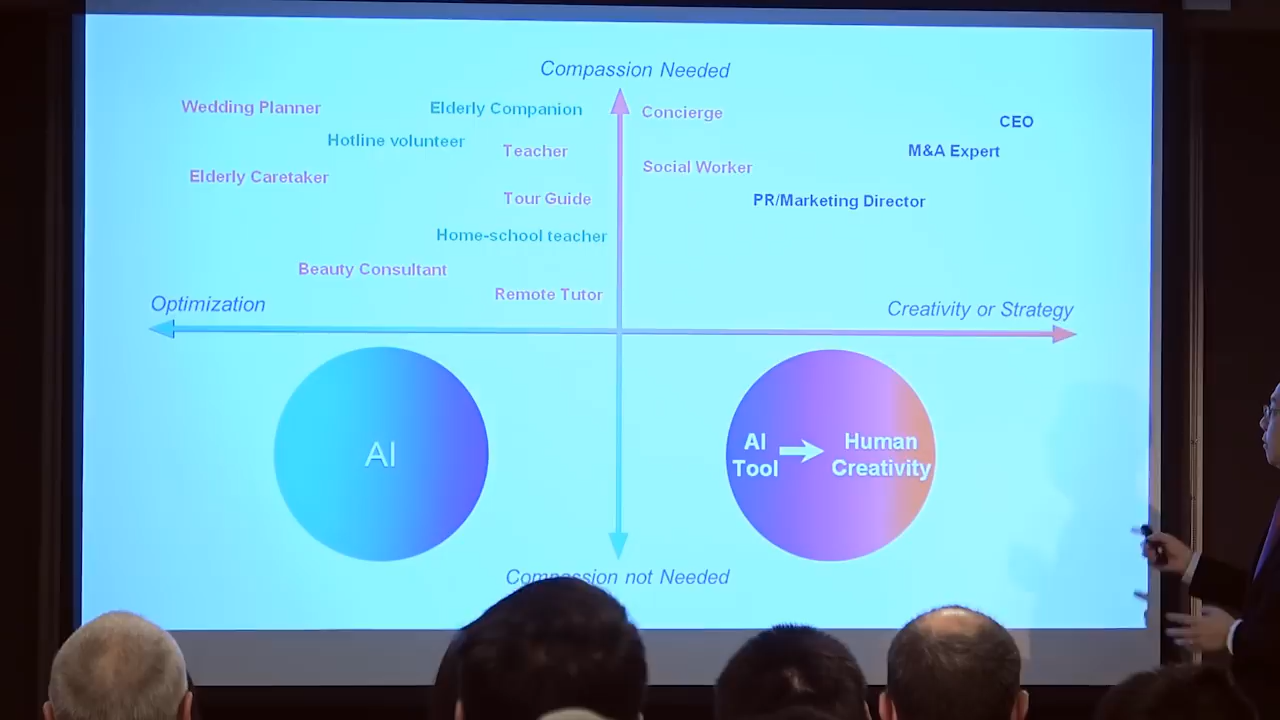 Compassion Needed
Wedding Planner
Elderly Companion
Concierge
CEO
Hotline volunteer
Teacher
M&A Expert
Elderly Caretaker
Social Worker
Tour Guide
PR/Marketing Director
Home-school teacher
Beauty Consultant
Remote Tutor
Optimization
Creativity or Strategy
AI
AI
Tool
Human
Creativity
Compassion not Needed